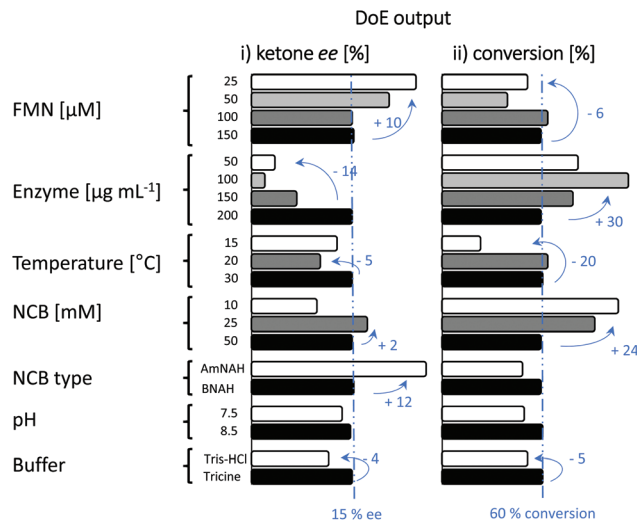 DoE output
i) ketone ee [%]
ii) conversion [%]
FMN [µM]
25
50
100
150
+ 10
- 6
Enzyme [µg mL⁻¹]
50
100
150
200
- 14
+ 30
Temperature [°C]
15
20
30
- 5
- 20
NCB [mM]
10
25
50
+ 2
+ 24
NCB type
AmNAH
BNAH
+ 12
pH
7.5
8.5
Buffer
Tris-HCl
Tricine
- 4
- 5
15 % ee
60 % conversion